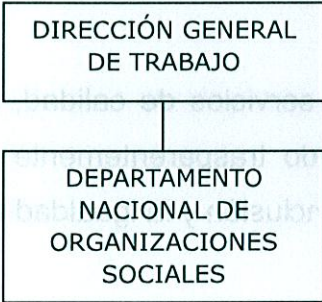 DIRECCIÓN GENERAL
DE TRABAJO
DEPARTAMENTO
NACIONAL DE
ORGANIZACIONES
SOCIALES